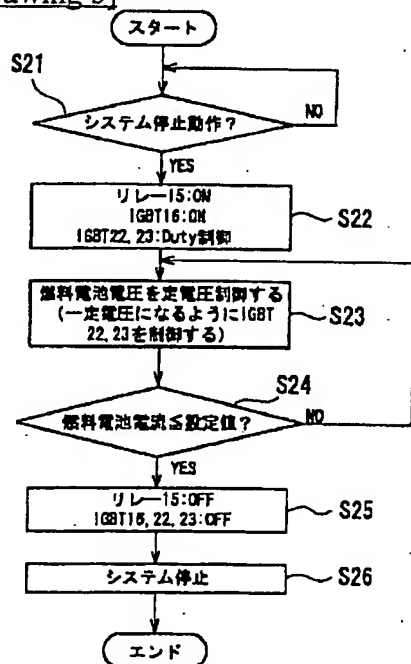 スタート
S21
システム停止動作?
NO
YES
リレー15:ON
IGBT16:ON
IGBT22,23:Duty制御
S22
燃料電池電圧を定電圧制御する
(一定電圧になるようにIGBT
22,23を制御する)
S23
S24
燃料電池電流≦設定値?
NO
YES
リレー15:OFF
IGBT16,22,23:OFF
S25
システム停止
S26
エンド